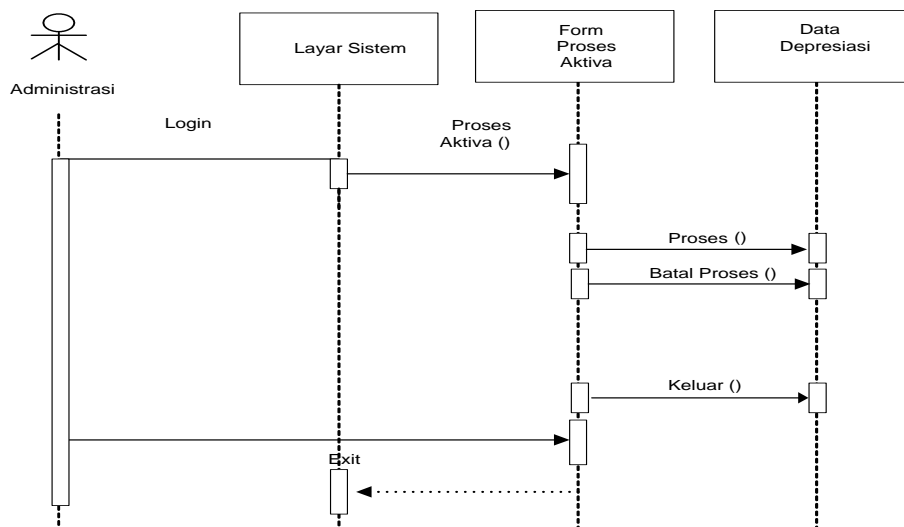 Layar Sistem
Form
Proses
Aktiva
Data
Depresiasi
Administrasi
Login
Proses
Aktiva ()
Proses ()
Batal Proses ()
Keluar ()
Exit